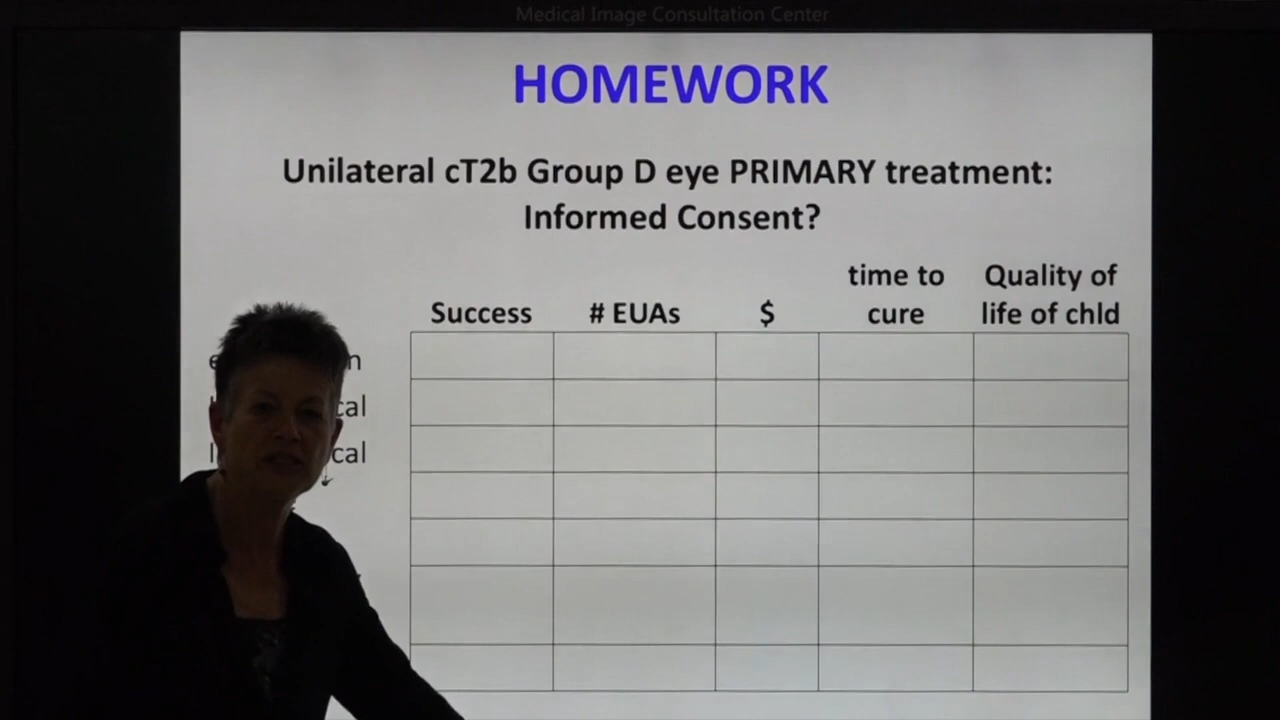 Medical Image Consultation Center
HOMEWORK
Unilateral cT2b Group D eye PRIMARY treatment:
Informed Consent?
time to
Quality of
Success
# EUAs
$
cure
life of chld